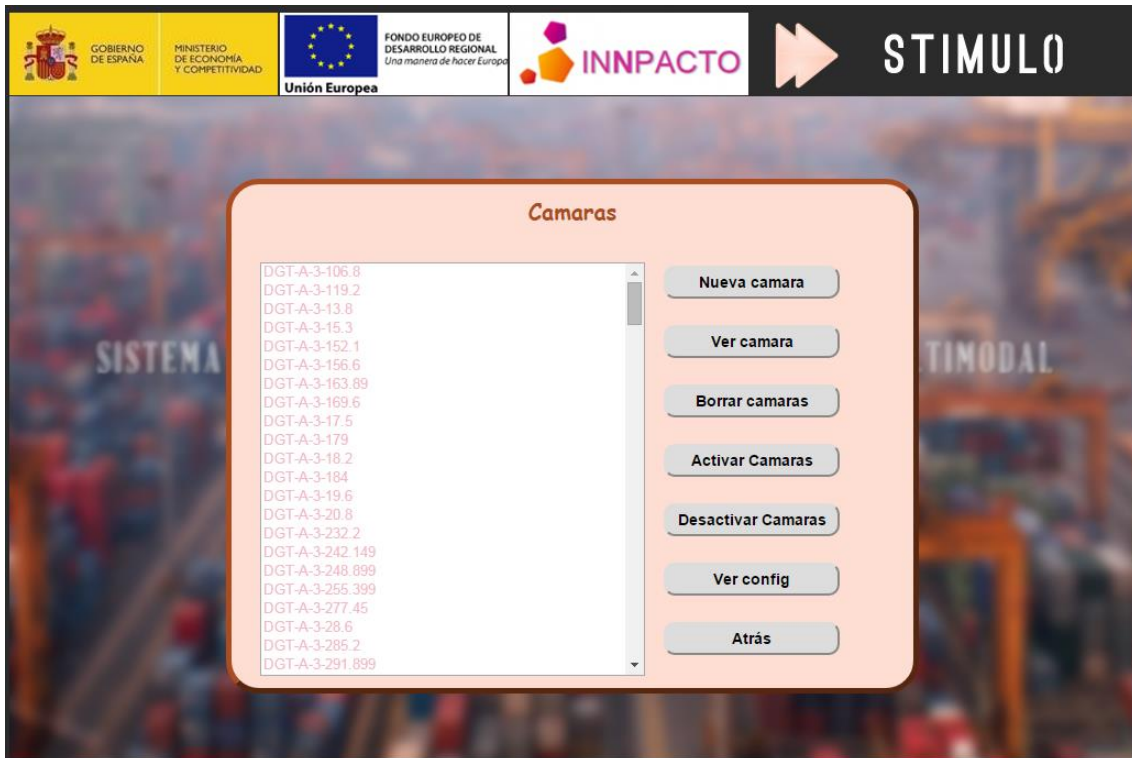 GOBIERNO
DE ESPAÑA
MINISTERIO
DE ECONOMÍA
Y COMPETITIVIDAD
Unión Europea
FONDO EUROPEO DE
DESARROLLO REGIONAL
Una manera de hacer Europa
INNPACTO
STIMULO
SISTEMA
TIMODAL
Camaras
DGT-A-3-106.8
DGT-A-3-119.2
DGT-A-3-13.8
DGT-A-3-15.3
DGT-A-3-152.1
DGT-A-3-156.6
DGT-A-3-163.89
DGT-A-3-169.6
DGT-A-3-17.5
DGT-A-3-179
DGT-A-3-18.2
DGT-A-3-184
DGT-A-3-19.6
DGT-A-3-20.8
DGT-A-3-232.2
DGT-A-3-242.149
DGT-A-3-248.899
DGT-A-3-255.399
DGT-A-3-277.45
DGT-A-3-28.6
DGT-A-3-285.2
DGT-A-3-291.899
Nueva camara
Ver camara
Borrar camaras
Activar Camaras
Desactivar Camaras
Ver config
Atrás